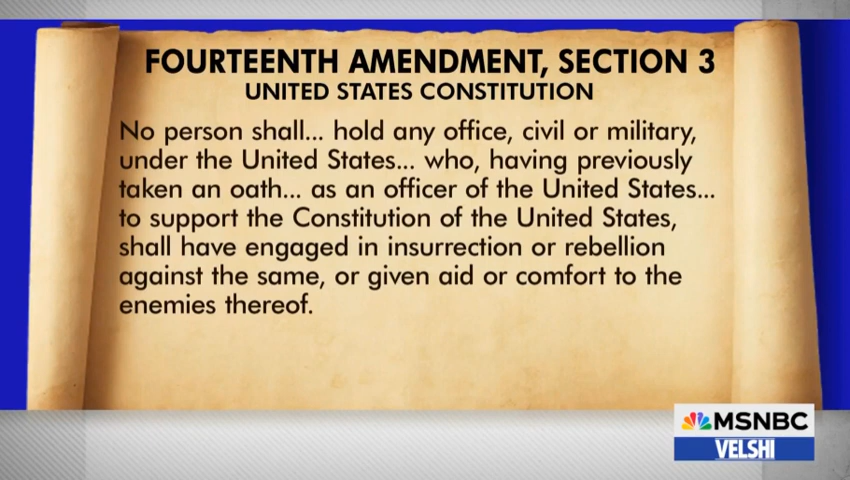 FOURTEENTH AMENDMENT, SECTION 3
UNITED STATES CONSTITUTION
No person shall... hold any office, civil or military,
under the United States... who, having previously
taken an oath... as an officer of the United States...
to support the Constitution of the United States,
shall have engaged in insurrection or rebellion
against the same, or given aid or comfort to the
enemies thereof.
MSNBC
VELSHI